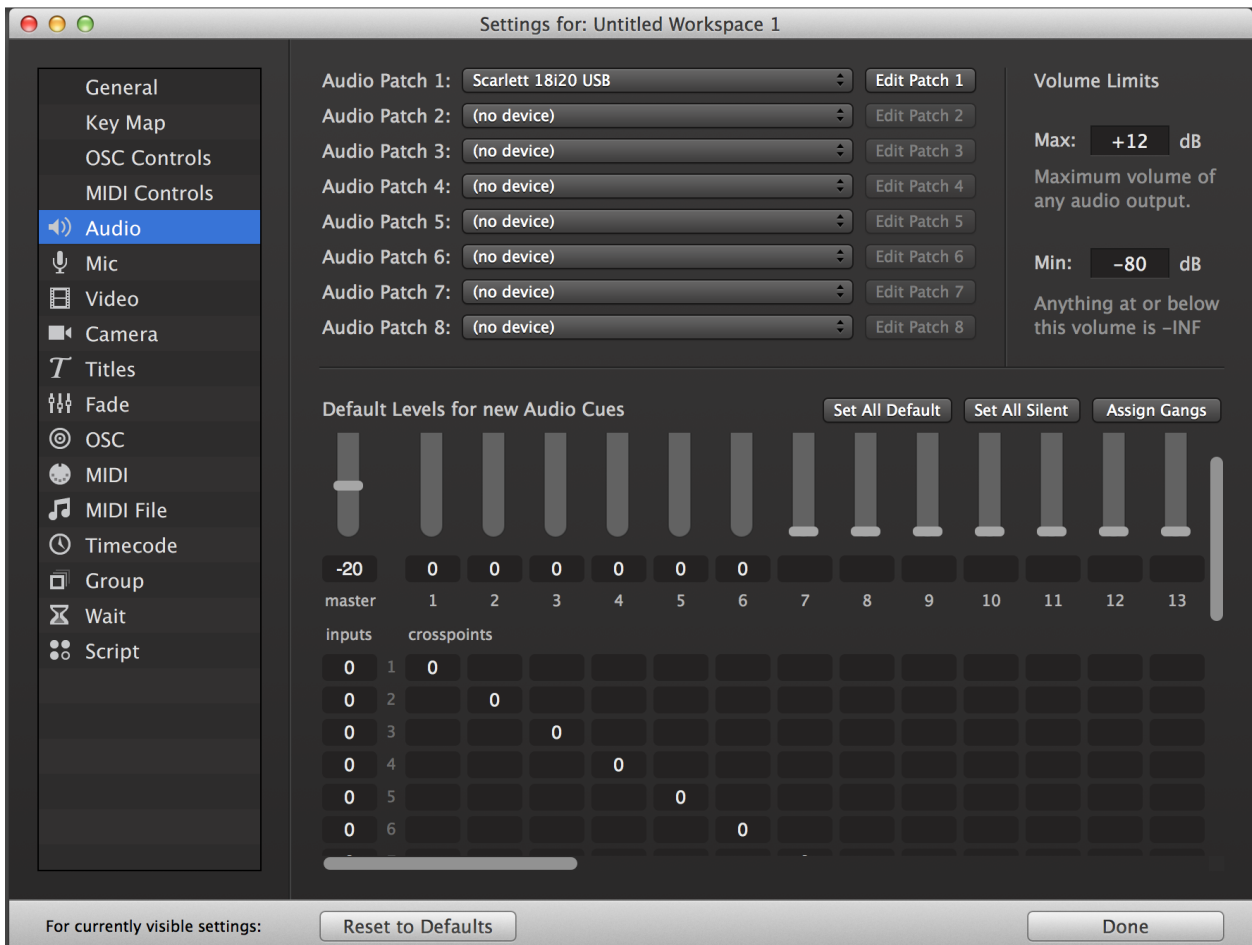 Settings for: Untitled Workspace 1
General
Key Map
OSC Controls
MIDI Controls
Audio
Mic
Video
Camera
Titles
Fade
OSC
MIDI
MIDI File
Timecode
Group
Wait
Script
Audio Patch 1: Scarlett 18i20 USB Edit Patch 1
Audio Patch 2: (no device) Edit Patch 2
Audio Patch 3: (no device) Edit Patch 3
Audio Patch 4: (no device) Edit Patch 4
Audio Patch 5: (no device) Edit Patch 5
Audio Patch 6: (no device) Edit Patch 6
Audio Patch 7: (no device) Edit Patch 7
Audio Patch 8: (no device) Edit Patch 8
Volume Limits
Max: +12 dB
Maximum volume of
any audio output.
Min: -80 dB
Anything at or below
this volume is -INF
Default Levels for new Audio Cues Set All Default Set All Silent Assign Gangs
-20 0 0 0 0 0 0
master 1 2 3 4 5 6 7 8 9 10 11 12 13
inputs crosspoints
0 1 0
0 2 0
0 3 0
0 4 0
0 5 0
0 6 0
For currently visible settings: Reset to Defaults Done